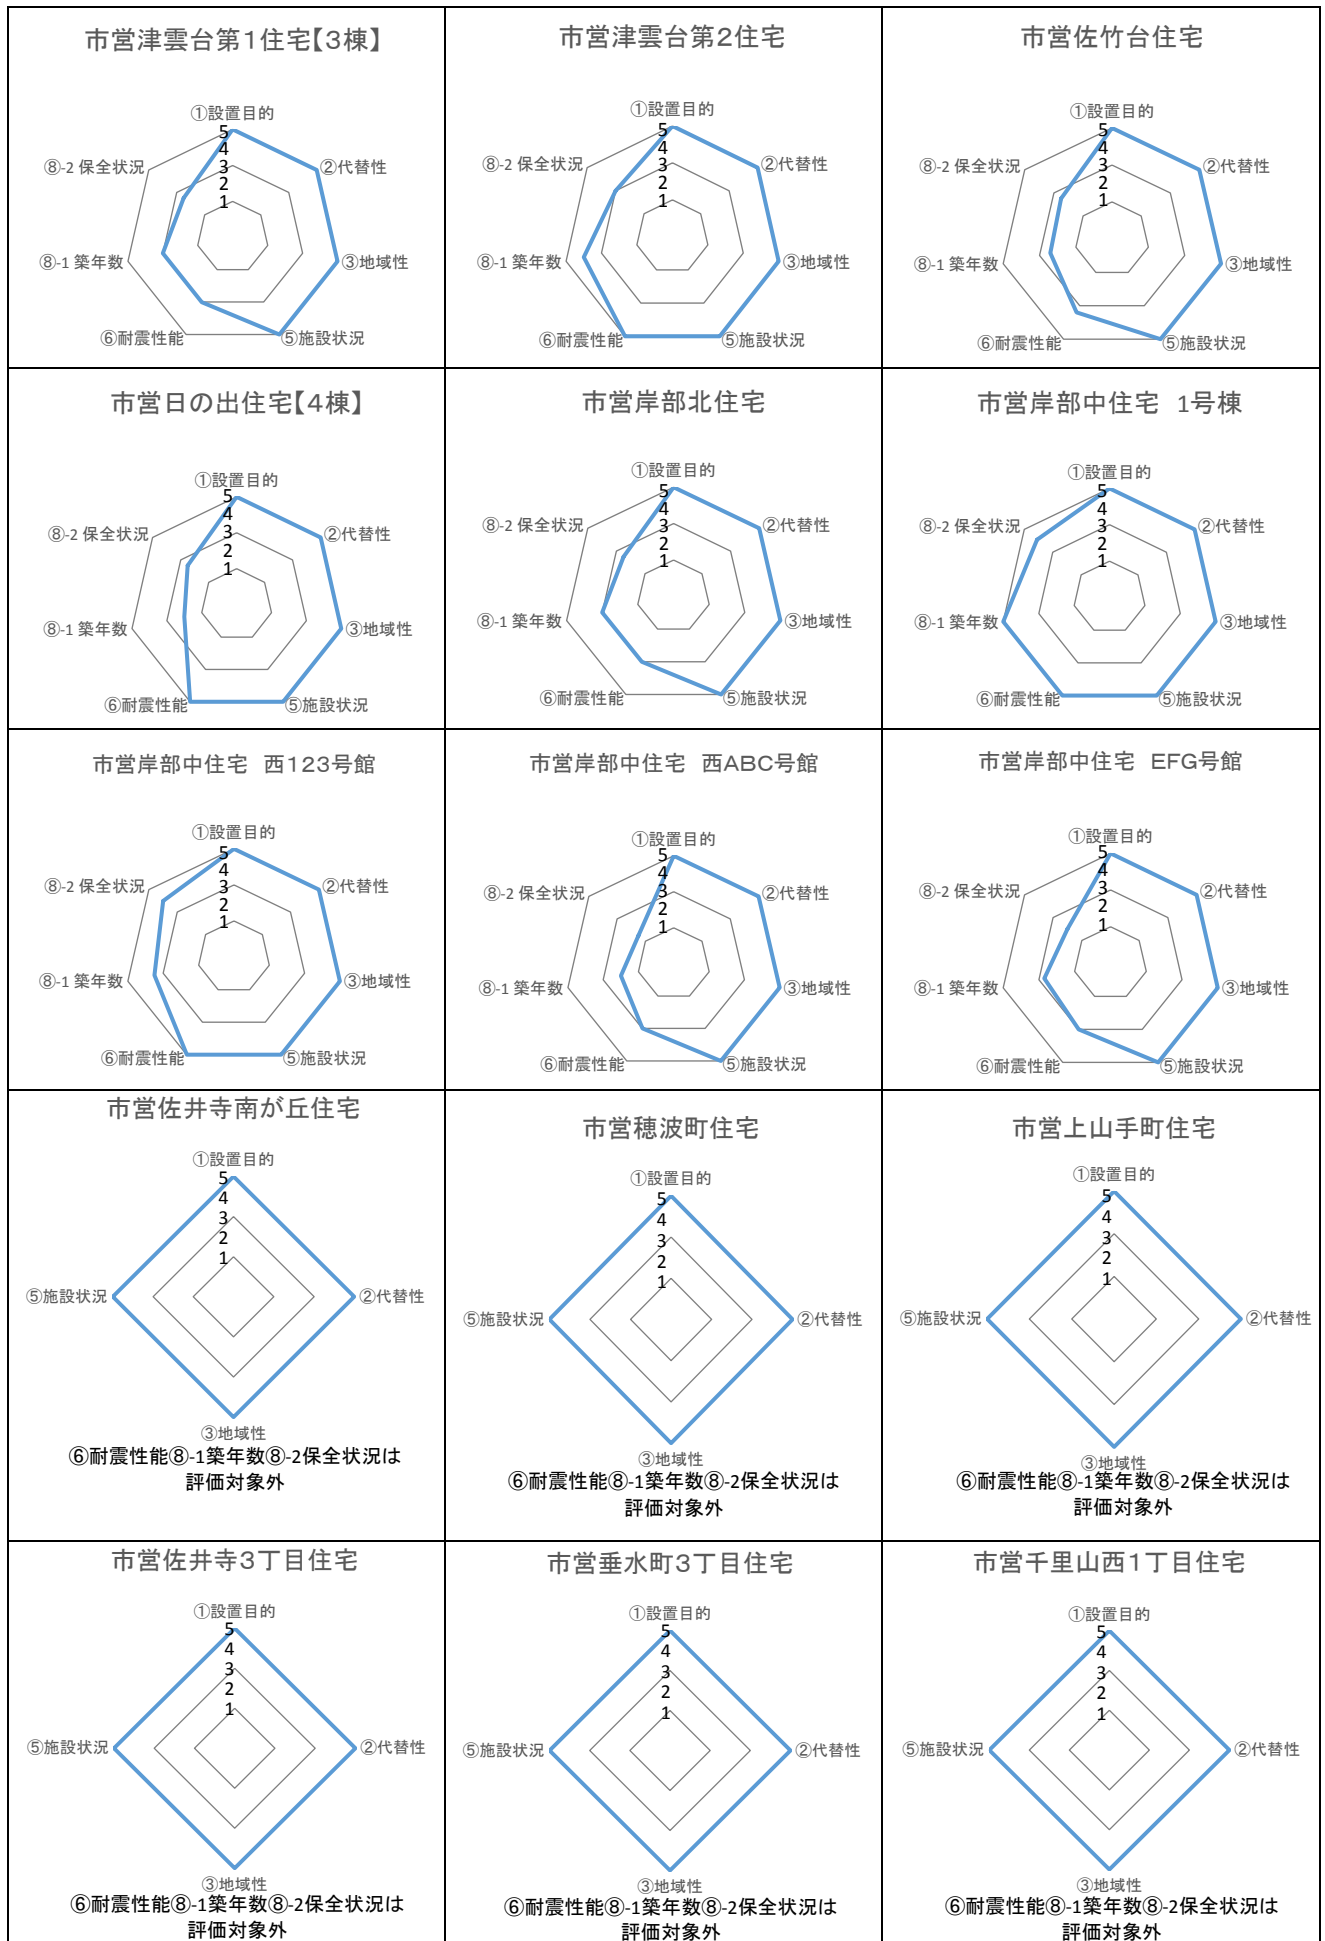 市営津雲台第1住宅【3棟】
①設置目的
5
4
3
2
1
②代替性
③地域性
⑤施設状況
⑥耐震性能
⑧-1 築年数
⑧-2 保全状況
市営津雲台第2住宅
①設置目的
5
4
3
2
1
②代替性
③地域性
⑤施設状況
⑥耐震性能
⑧-1 築年数
⑧-2 保全状況
市営佐竹台住宅
①設置目的
5
4
3
2
1
②代替性
③地域性
⑤施設状況
⑥耐震性能
⑧-1 築年数
⑧-2 保全状況
市営日の出住宅【4棟】
①設置目的
5
4
3
2
1
②代替性
③地域性
⑤施設状況
⑥耐震性能
⑧-1 築年数
⑧-2 保全状況
市営岸部北住宅
①設置目的
5
4
3
2
1
②代替性
③地域性
⑤施設状況
⑥耐震性能
⑧-1 築年数
⑧-2 保全状況
市営岸部中住宅　1号棟
①設置目的
5
4
3
2
1
②代替性
③地域性
⑤施設状況
⑥耐震性能
⑧-1 築年数
⑧-2 保全状況
市営岸部中住宅　西123号館
①設置目的
5
4
3
2
1
②代替性
③地域性
⑤施設状況
⑥耐震性能
⑧-1 築年数
⑧-2 保全状況
市営岸部中住宅　西ABC号館
①設置目的
5
4
3
2
1
②代替性
③地域性
⑤施設状況
⑥耐震性能
⑧-1 築年数
⑧-2 保全状況
市営岸部中住宅　EFG号館
①設置目的
5
4
3
2
1
②代替性
③地域性
⑤施設状況
⑥耐震性能
⑧-1 築年数
⑧-2 保全状況
市営佐井寺南が丘住宅
①設置目的
5
4
3
2
1
②代替性
③地域性
⑤施設状況
⑥耐震性能⑧-1築年数⑧-2保全状況は
評価対象外
市営穂波町住宅
①設置目的
5
4
3
2
1
②代替性
③地域性
⑤施設状況
⑥耐震性能⑧-1築年数⑧-2保全状況は
評価対象外
市営上山手町住宅
①設置目的
5
4
3
2
1
②代替性
③地域性
⑤施設状況
⑥耐震性能⑧-1築年数⑧-2保全状況は
評価対象外
市営佐井寺3丁目住宅
①設置目的
5
4
3
2
1
②代替性
③地域性
⑤施設状況
⑥耐震性能⑧-1築年数⑧-2保全状況は
評価対象外
市営垂水町3丁目住宅
①設置目的
5
4
3
2
1
②代替性
③地域性
⑤施設状況
⑥耐震性能⑧-1築年数⑧-2保全状況は
評価対象外
市営千里山西1丁目住宅
①設置目的
5
4
3
2
1
②代替性
③地域性
⑤施設状況
⑥耐震性能⑧-1築年数⑧-2保全状況は
評価対象外